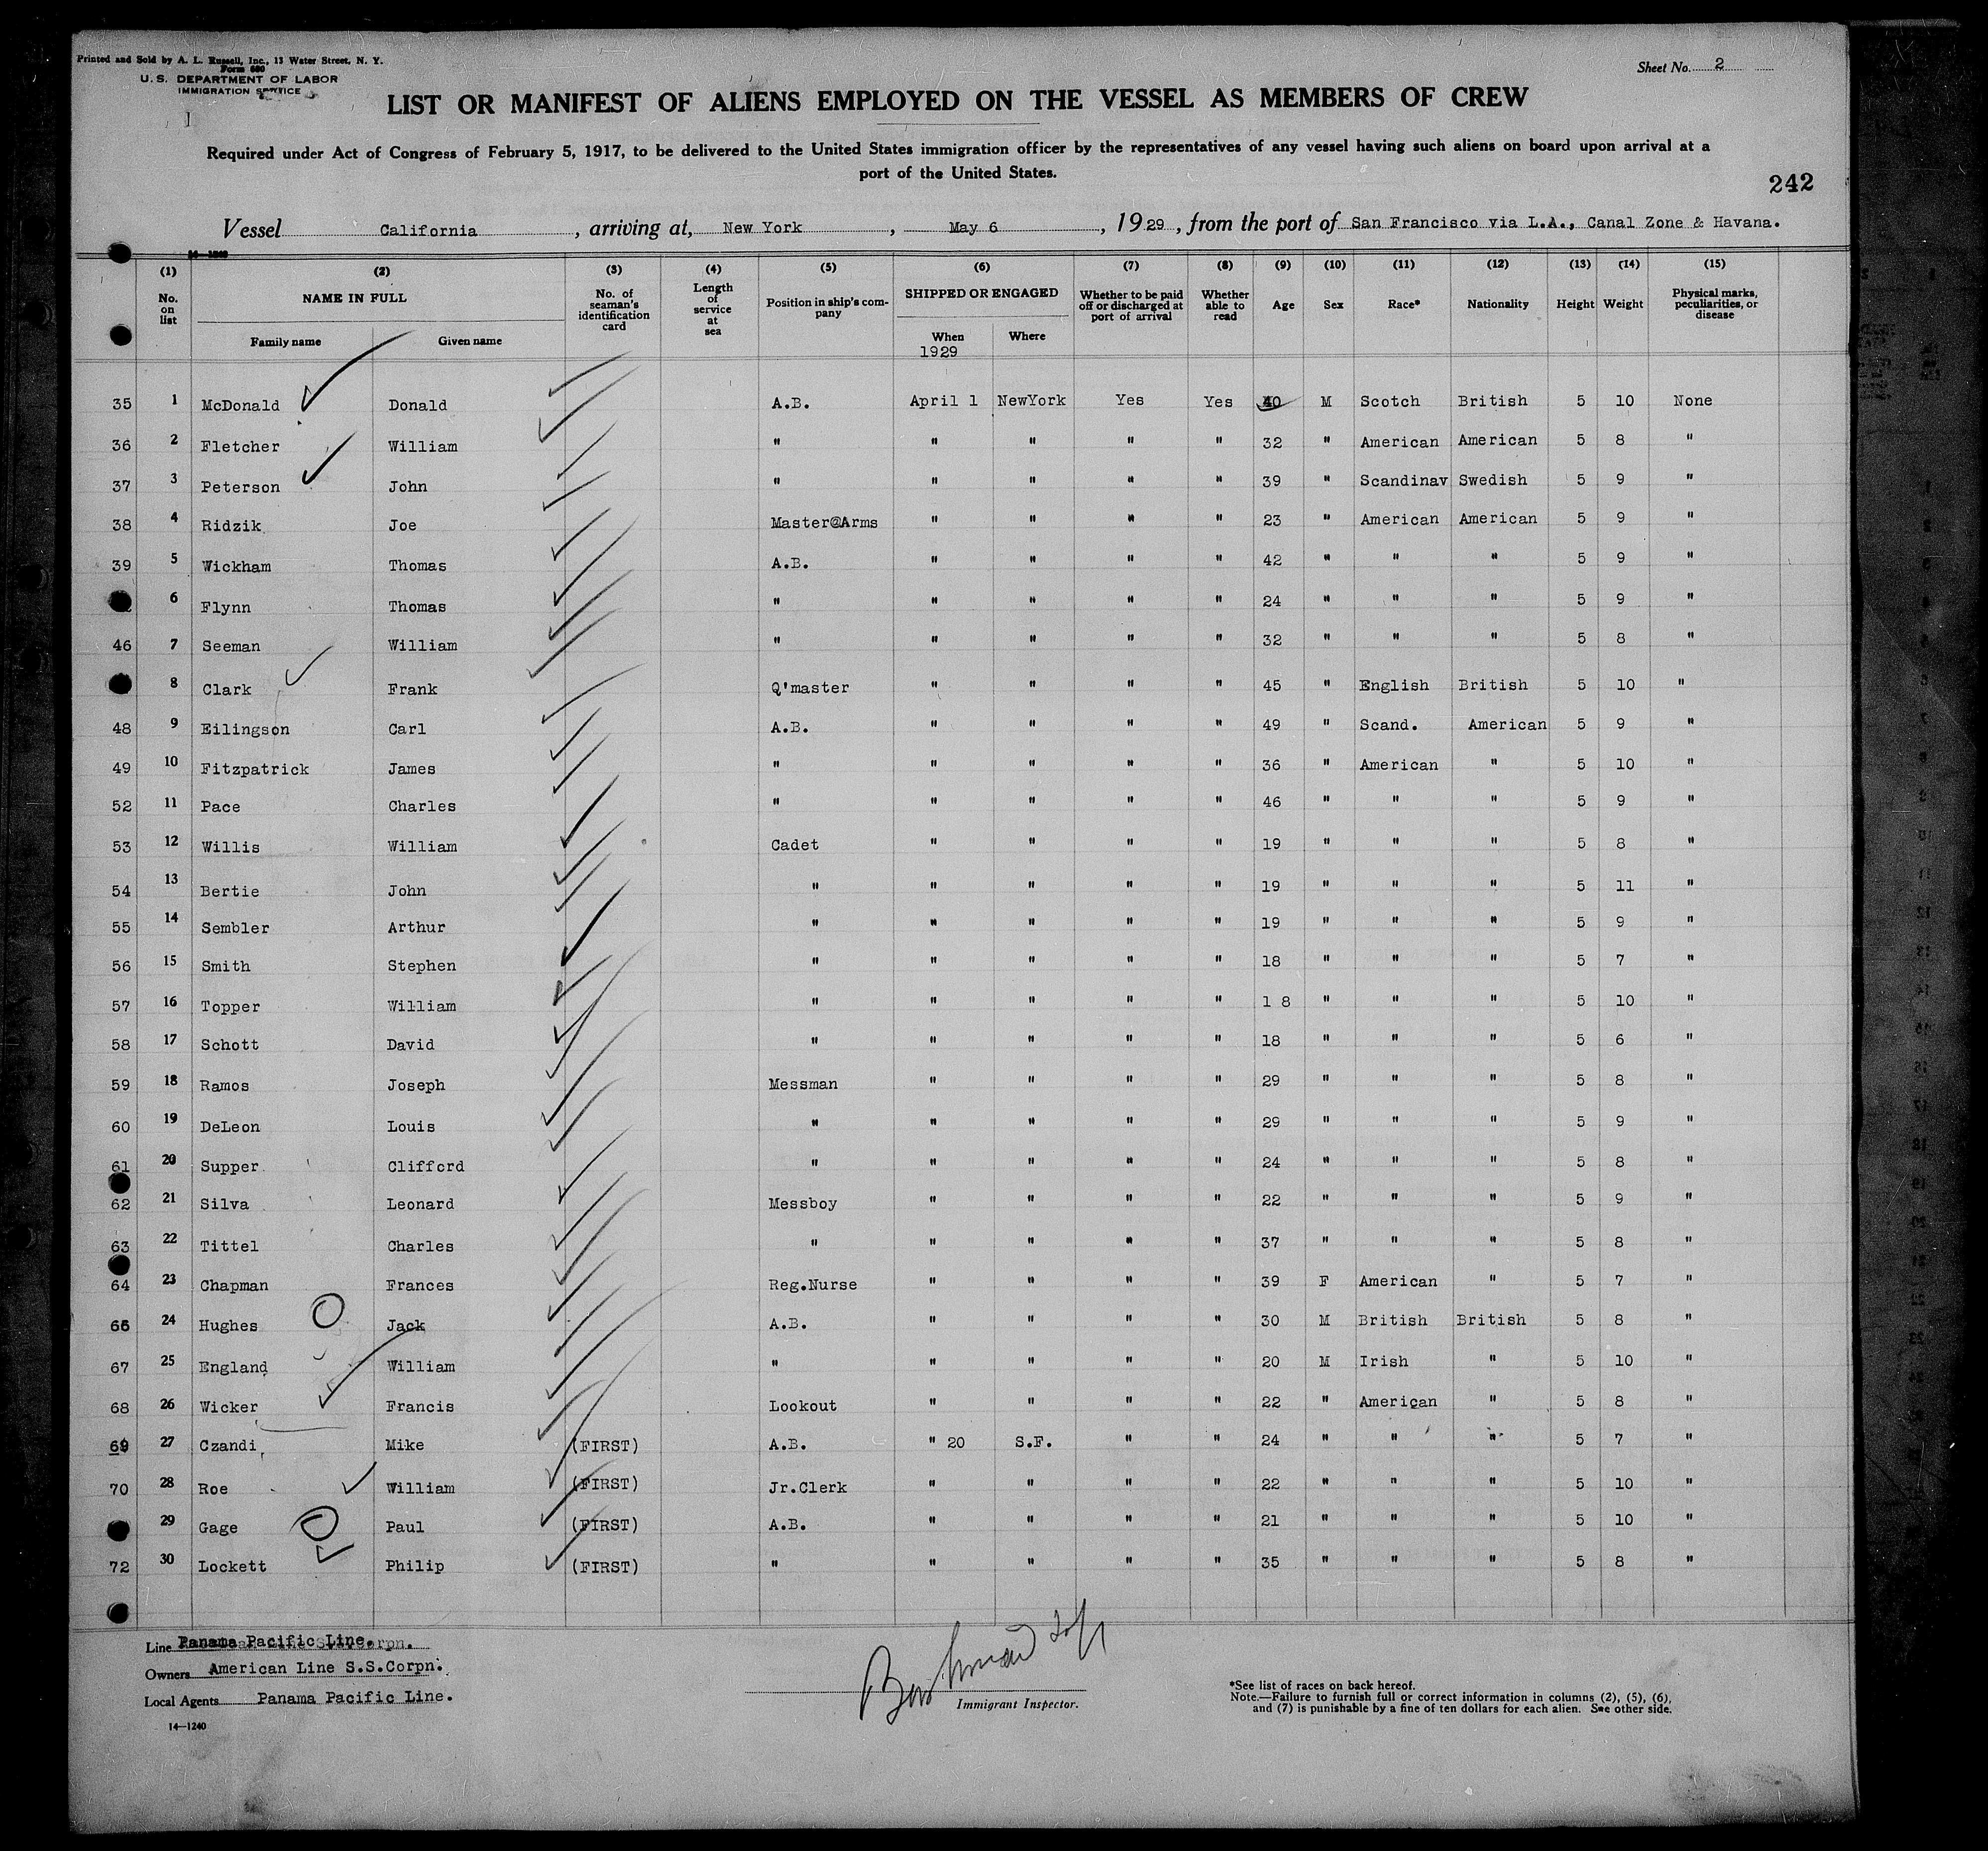 Printed and Sold by A. L. Russell, Inc., 13 Water Street, N. Y.
Form 680
U. S. DEPARTMENT OF LABOR
IMMIGRATION SERVICE
Sheet No. 2
LIST OR MANIFEST OF ALIENS EMPLOYED ON THE VESSEL AS MEMBERS OF CREW
Required under Act of Congress of February 5, 1917, to be delivered to the United States immigration officer by the representatives of any vessel having such aliens on board upon arrival at a
port of the United States.
242
Vessel California, arriving at, New York, May 6, 1929, from the port of San Francisco via L.A., Canal Zone & Havana.
14—1240
(1) (2) (3) (4) (5) (6) (7) (8) (9) (10) (11) (12) (13) (14) (15)
No. on list NAME IN FULL Family name Given name No. of seaman's identification card Length of service at sea Position in ship's company SHIPPED OR ENGAGED When Where Whether to be paid off or discharged at port of arrival Whether able to read Age Sex Race* Nationality Height Weight Physical marks, peculiarities, or disease
1929
35 1 McDonald Donald A.B. April 1 NewYork Yes Yes 40 M Scotch British 5 10 None
36 2 Fletcher William " " " " " 32 " American American 5 8 "
37 3 Peterson John " " " " " 39 " Scandinav Swedish 5 9 "
38 4 Ridzik Joe Master@Arms " " " " 23 " American American 5 9 "
39 5 Wickham Thomas A.B. " " " " 42 " " " 5 9 "
6 Flynn Thomas " " " " " 24 " " " 5 9 "
46 7 Seeman William " " " " " 32 " " " 5 8 "
8 Clark Frank Q'master " " " " 45 " English British 5 10 "
48 9 Eilingson Carl A.B. " " " " 49 " Scand. American 5 9 "
49 10 Fitzpatrick James " " " " " 36 " American " 5 10 "
52 11 Pace Charles " " " " " 46 " " " 5 9 "
53 12 Willis William Cadet " " " " 19 " " " 5 8 "
54 13 Bertie John " " " " " 19 " " " 5 11 "
55 14 Sembler Arthur " " " " " 19 " " " 5 9 "
56 15 Smith Stephen " " " " " 18 " " " 5 7 "
57 16 Topper William " " " " " 1 8 " " " 5 10 "
58 17 Schott David " " " " " 18 " " " 5 6 "
59 18 Ramos Joseph Messman " " " " 29 " " " 5 8 "
60 19 DeLeon Louis " " " " " 29 " " " 5 9 "
61 20 Supper Clifford " " " " " 24 " " " 5 8 "
62 21 Silva Leonard Messboy " " " " 22 " " " 5 9 "
63 22 Tittel Charles " " " " " 37 " " " 5 8 "
64 23 Chapman Frances Reg.Nurse " " " " 39 F American " 5 7 "
66 24 Hughes Jack A.B. " " " " 30 M British British 5 8 "
67 25 England William " " " " " 20 M Irish " 5 10 "
68 26 Wicker Francis Lookout " " " " 22 " American " 5 8 "
69 27 Czandi Mike (FIRST) A.B. " 20 S.F. " " 24 " " " 5 7 "
70 28 Roe William (FIRST) Jr.Clerk " " " " 22 " " " 5 10 "
29 Gage Paul (FIRST) A.B. " " " " 21 " " " 5 10 "
72 30 Lockett Philip (FIRST) " " " " " 35 " " " 5 8 "
Line Panama Pacific Line.
Owners American Line S.S.Corpn.
Local Agents Panama Pacific Line.
14—1240
Immigrant Inspector.
*See list of races on back hereof.
Note.—Failure to furnish full or correct information in columns (2), (5), (6),
and (7) is punishable by a fine of ten dollars for each alien. See other side.